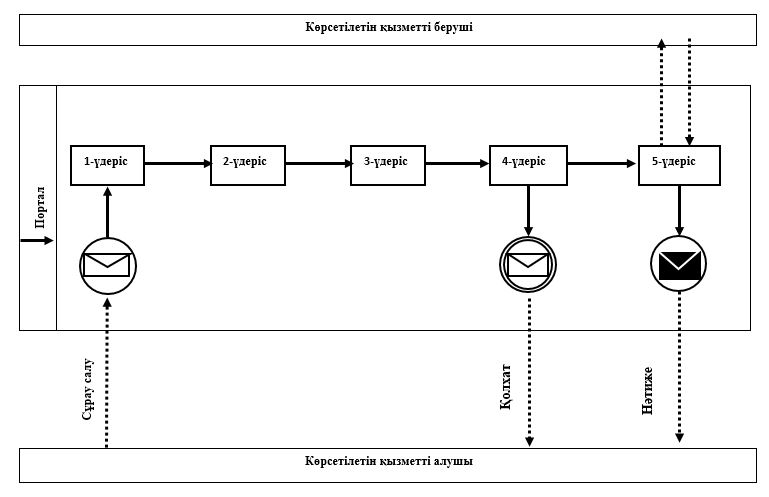 Көрсетілетін қызметті беруші
Портал
1-үдеріс
2-үдеріс
3-үдеріс
4-үдеріс
5-үдеріс
Сұрау салу
Қолхат
Нәтиже
Көрсетілетін қызметті алушы